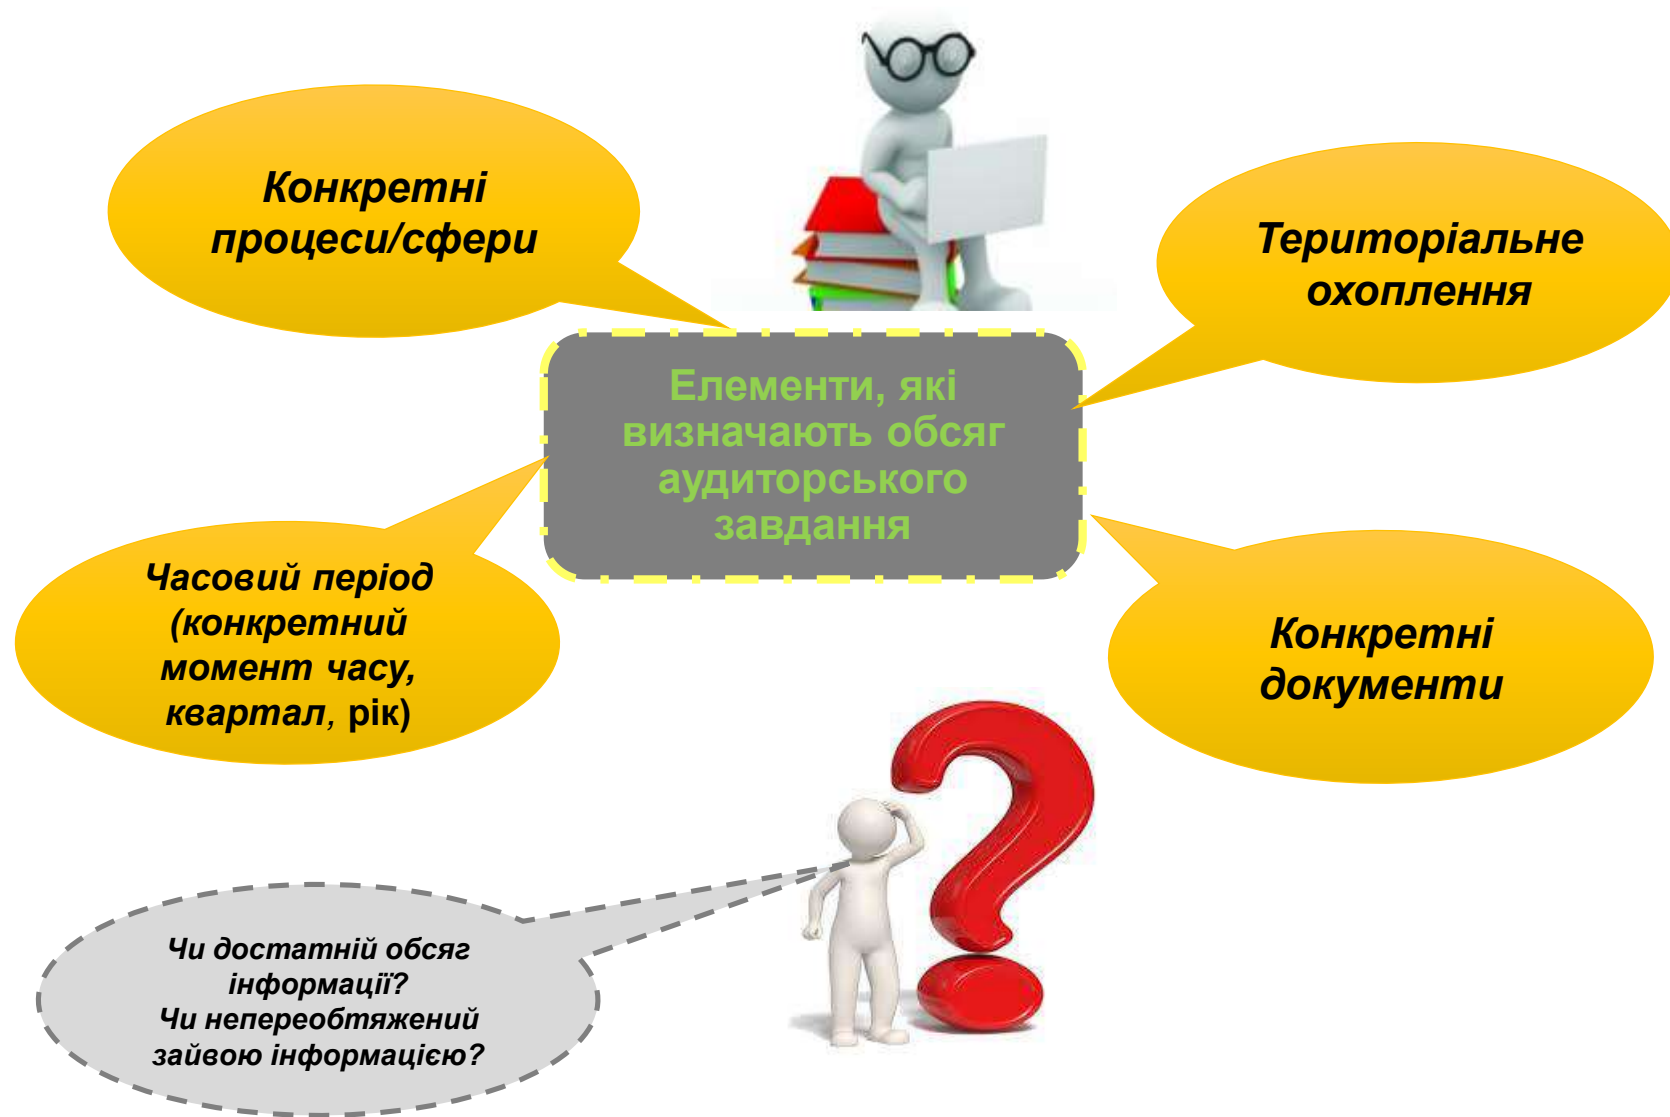 Конкретні
процеси/сфери
Територіальне
охоплення
Елементи, які
визначають обсяг
аудиторського
завдання
Часовий період
(конкретний
момент часу,
квартал, рік)
Конкретні
документи
Чи достатній обсяг
інформації?
Чи непереобтяжений
зайвою інформацією?